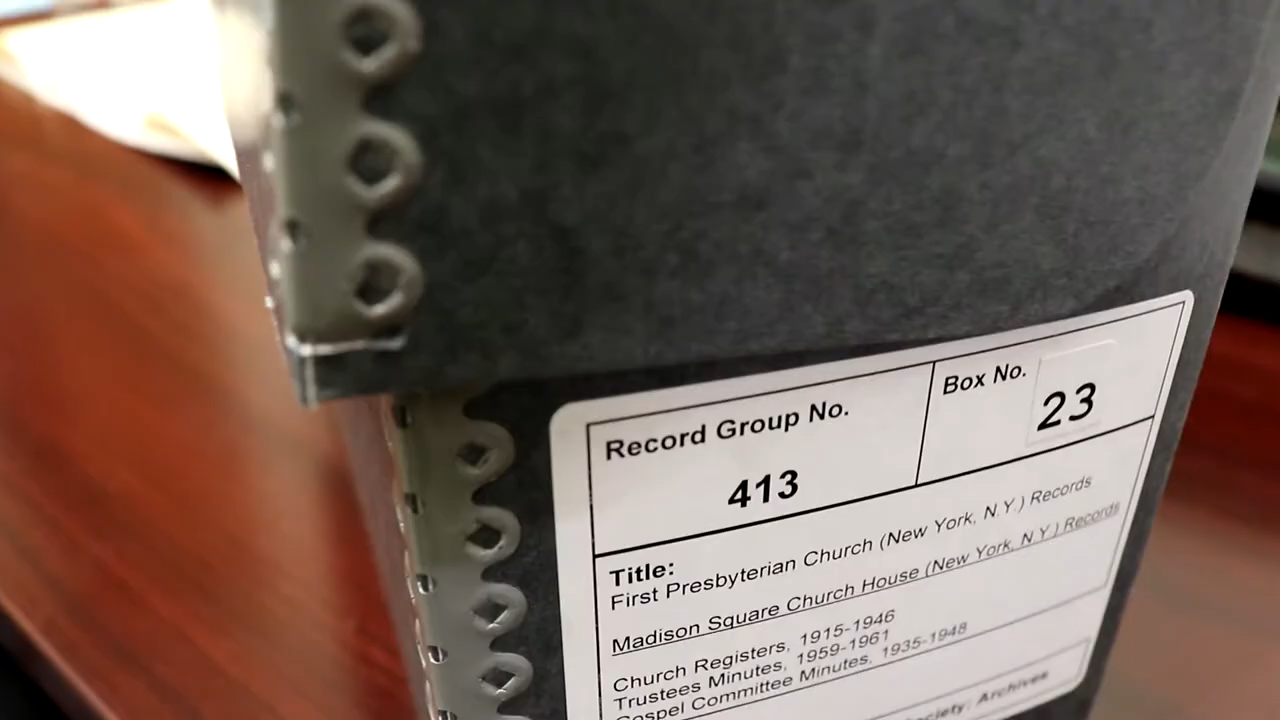 Record Group No.
413
Box No.
23
Title:
First Presbyterian Church (New York, N.Y.) Records
Madison Square Church House (New York, N.Y.) Records
Church Registers, 1915-1946
Trustees Minutes, 1959-1961
Gospel Committee Minutes, 1935-1948
Archives